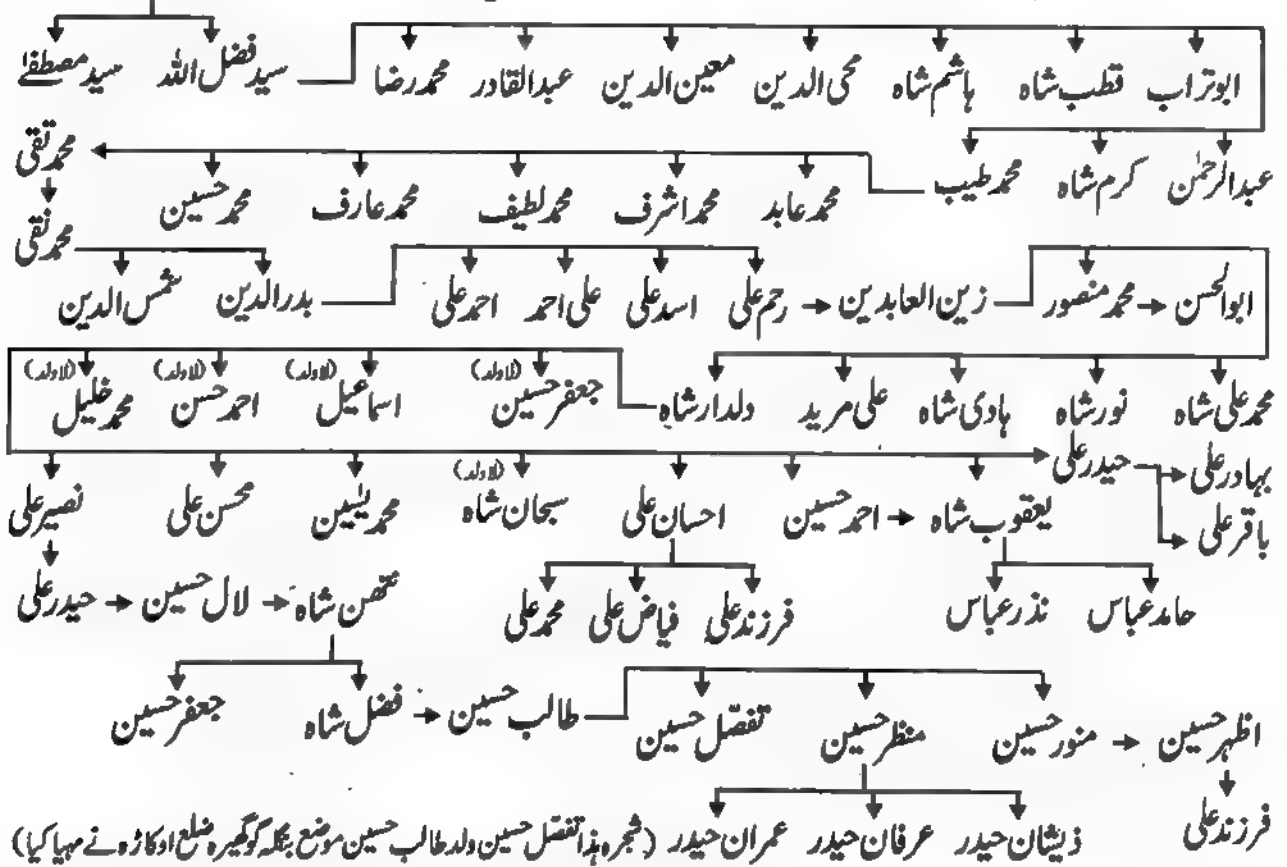 ابوتراب قطب شاہ ہاشم شاہ محی الدین معین الدین عبدالقادر محمد رضا سید فضل اللہ سید مصطفےٰ
عبدالرحمٰن کرم شاہ محمد طیب محمد عابد محمد اشرف محمد لطیف محمد عارف محمد حسین محمد تقی
محمد نقی
ابوالحسن محمد منصور زین العابدین رحم علی اسد علی علی احمد احمد علی بدرالدین شمس الدین
محمد علی شاہ نور شاہ ہادی شاہ علی مرید دلدار شاہ جعفر حسین (لاولد) اسماعیل (لاولد) احمد حسن (لاولد) محمد خلیل (لاولد)
بہادر علی حیدر علی یعقوب شاہ احمد حسین احسان علی سبحان شاہ (لاولد) محمد یٰسین محسن علی نصیر علی
باقر علی
حامد عباس نذر عباس فرزند علی فیاض علی محمد علی متھن شاہ لال حسین حیدر علی
اظہر حسین منور حسین منظر حسین تفضل حسین طالب حسین فضل شاہ جعفر حسین
فرزند علی ذیشان حیدر عرفان حیدر عمران حیدر (شجرہ ہذا تفضل حسین ولد طالب حسین موضع بنگلہ گوگھیرہ ضلع اوکاڑہ نے مہیا کیا)